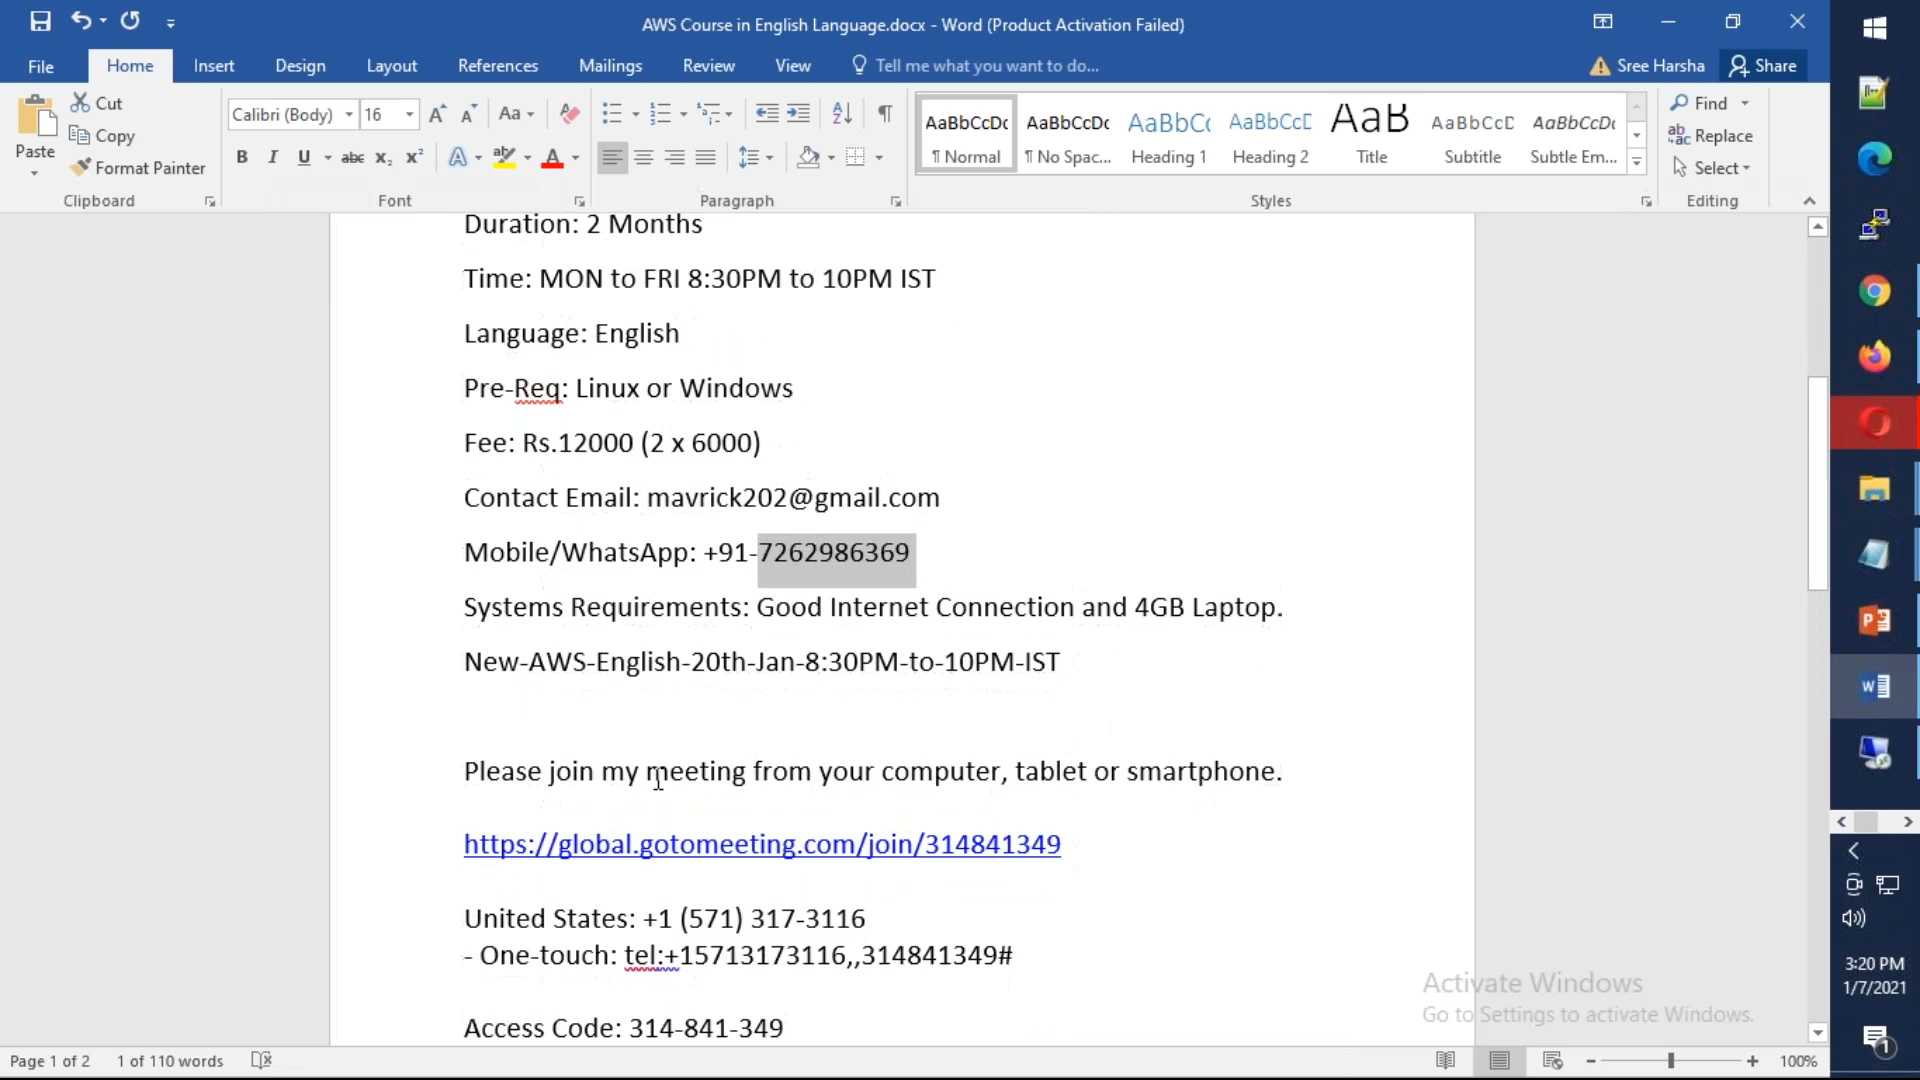 AWS Course in English Language.docx - Word (Product Activation Failed)
File Home Insert Design Layout References Mailings Review View Tell me what you want to do... Sree Harsha Share
Paste
Cut
Copy
Format Painter
Clipboard
Calibri (Body) 16
Font
Paragraph
AaBbCcDc AaBbCcDc AaBbC AaBbCcD AaB AaBbCcD AaBbCcDc
¶ Normal ¶ No Spac... Heading 1 Heading 2 Title Subtitle Subtle Em...
Styles
Find
Replace
Select
Editing
Duration: 2 Months
Time: MON to FRI 8:30PM to 10PM IST
Language: English
Pre-Req: Linux or Windows
Fee: Rs.12000 (2 x 6000)
Contact Email: mavrick202@gmail.com
Mobile/WhatsApp: +91-7262986369
Systems Requirements: Good Internet Connection and 4GB Laptop.
New-AWS-English-20th-Jan-8:30PM-to-10PM-IST
Please join my meeting from your computer, tablet or smartphone.
https://global.gotomeeting.com/join/314841349
United States: +1 (571) 317-3116
- One-touch: tel:+15713173116,,314841349#
Access Code: 314-841-349
Activate Windows
Go to Settings to activate Windows.
Page 1 of 2 1 of 110 words
100%
3:20 PM
1/7/2021
1